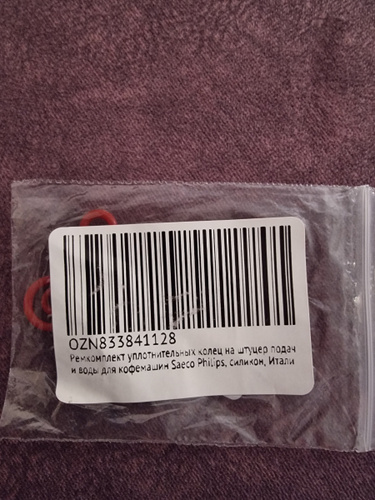 OZN833841128
Ремкомплект уплотнительных колец на штуцер подач
и воды для кофемашин Saeco Philips, силикон, Итали